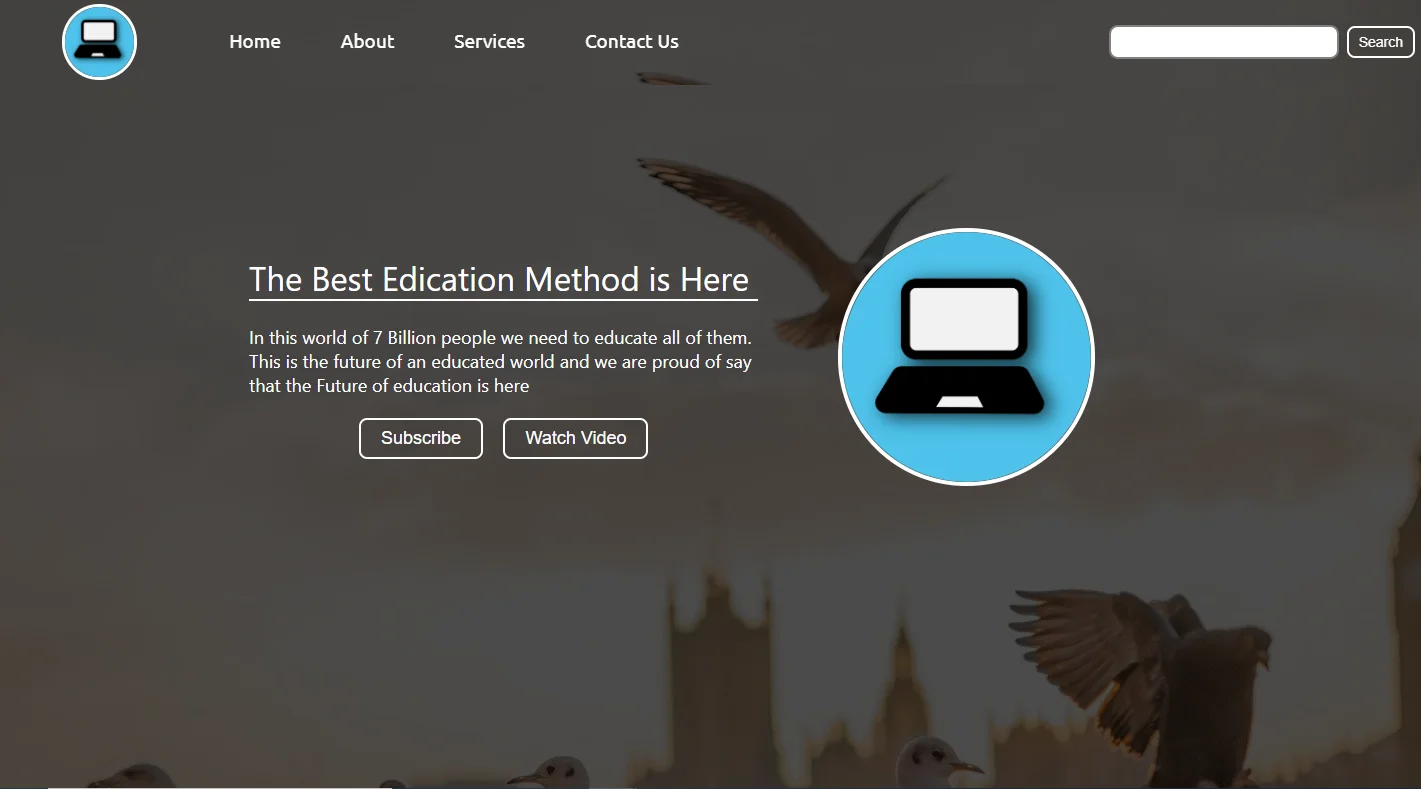 Home About Services Contact Us Search
The Best Edication Method is Here
In this world of 7 Billion people we need to educate all of them.
This is the future of an educated world and we are proud of say
that the Future of education is here
Subscribe Watch Video